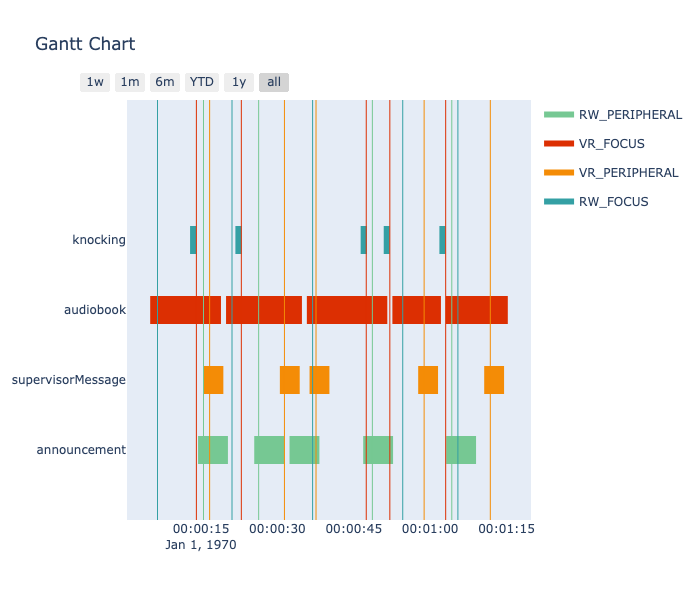 Gantt Chart
1w 1m 6m YTD 1y all
RW_PERIPHERAL
VR_FOCUS
VR_PERIPHERAL
RW_FOCUS
knocking
audiobook
supervisorMessage
announcement
00:00:15 00:00:30 00:00:45 00:01:00 00:01:15
Jan 1, 1970